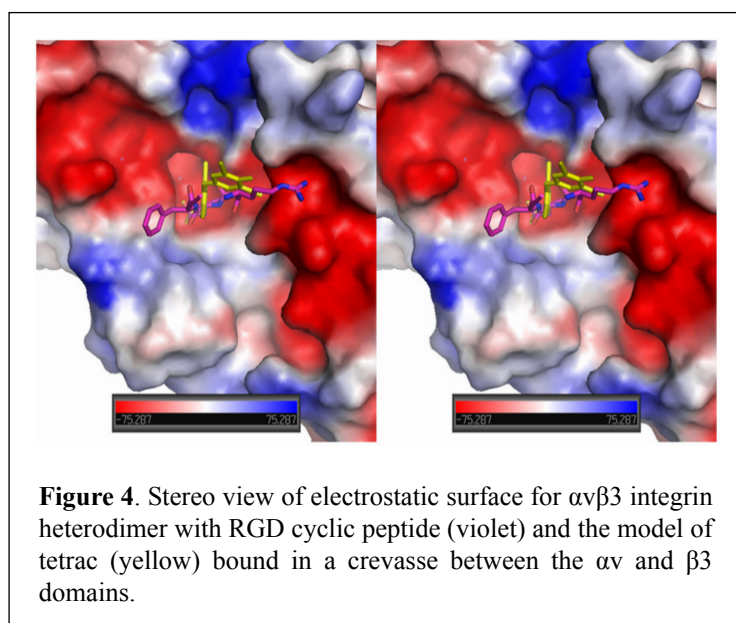 -75.287 75.287 -75.287 75.287
Figure 4. Stereo view of electrostatic surface for αvβ3 integrin
heterodimer with RGD cyclic peptide (violet) and the model of
tetrac (yellow) bound in a crevasse between the αv and β3
domains.